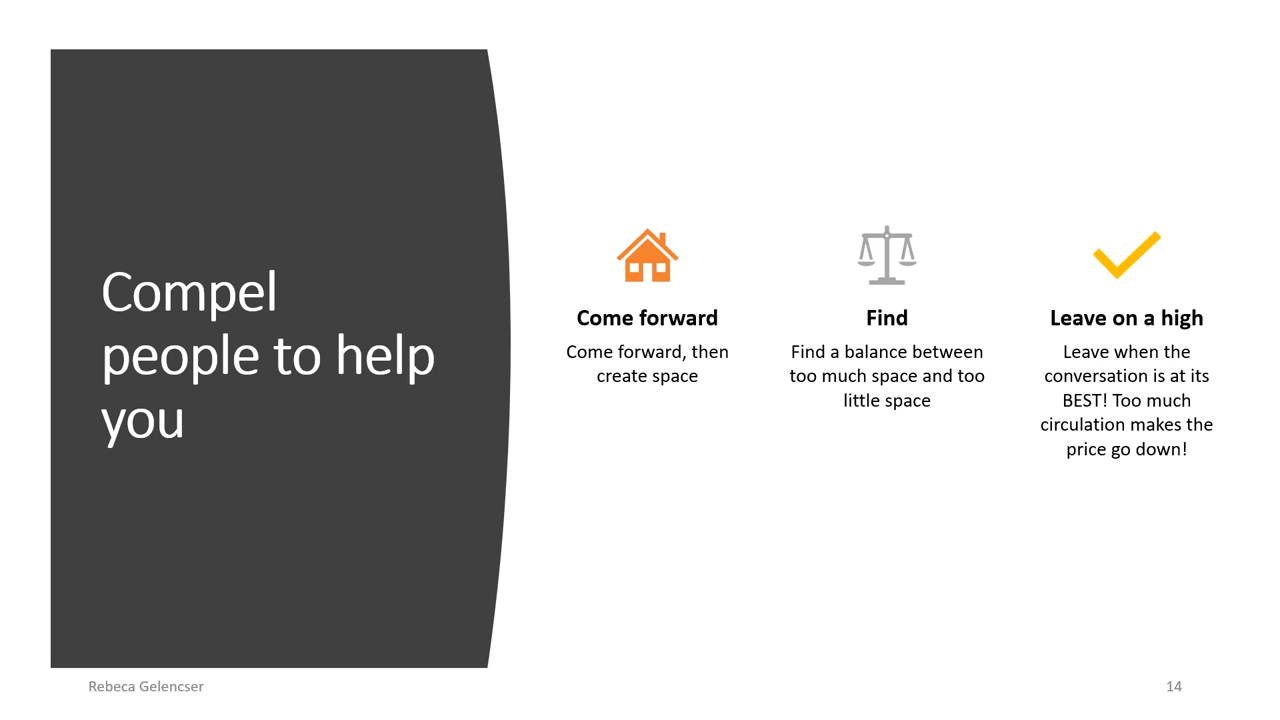 Compel
people to help
you
Come forward
Come forward, then
create space
Find
Find a balance between
too much space and too
little space
Leave on a high
Leave when the
conversation is at its
BEST! Too much
circulation makes the
price go down!
Rebeca Gelencser
14